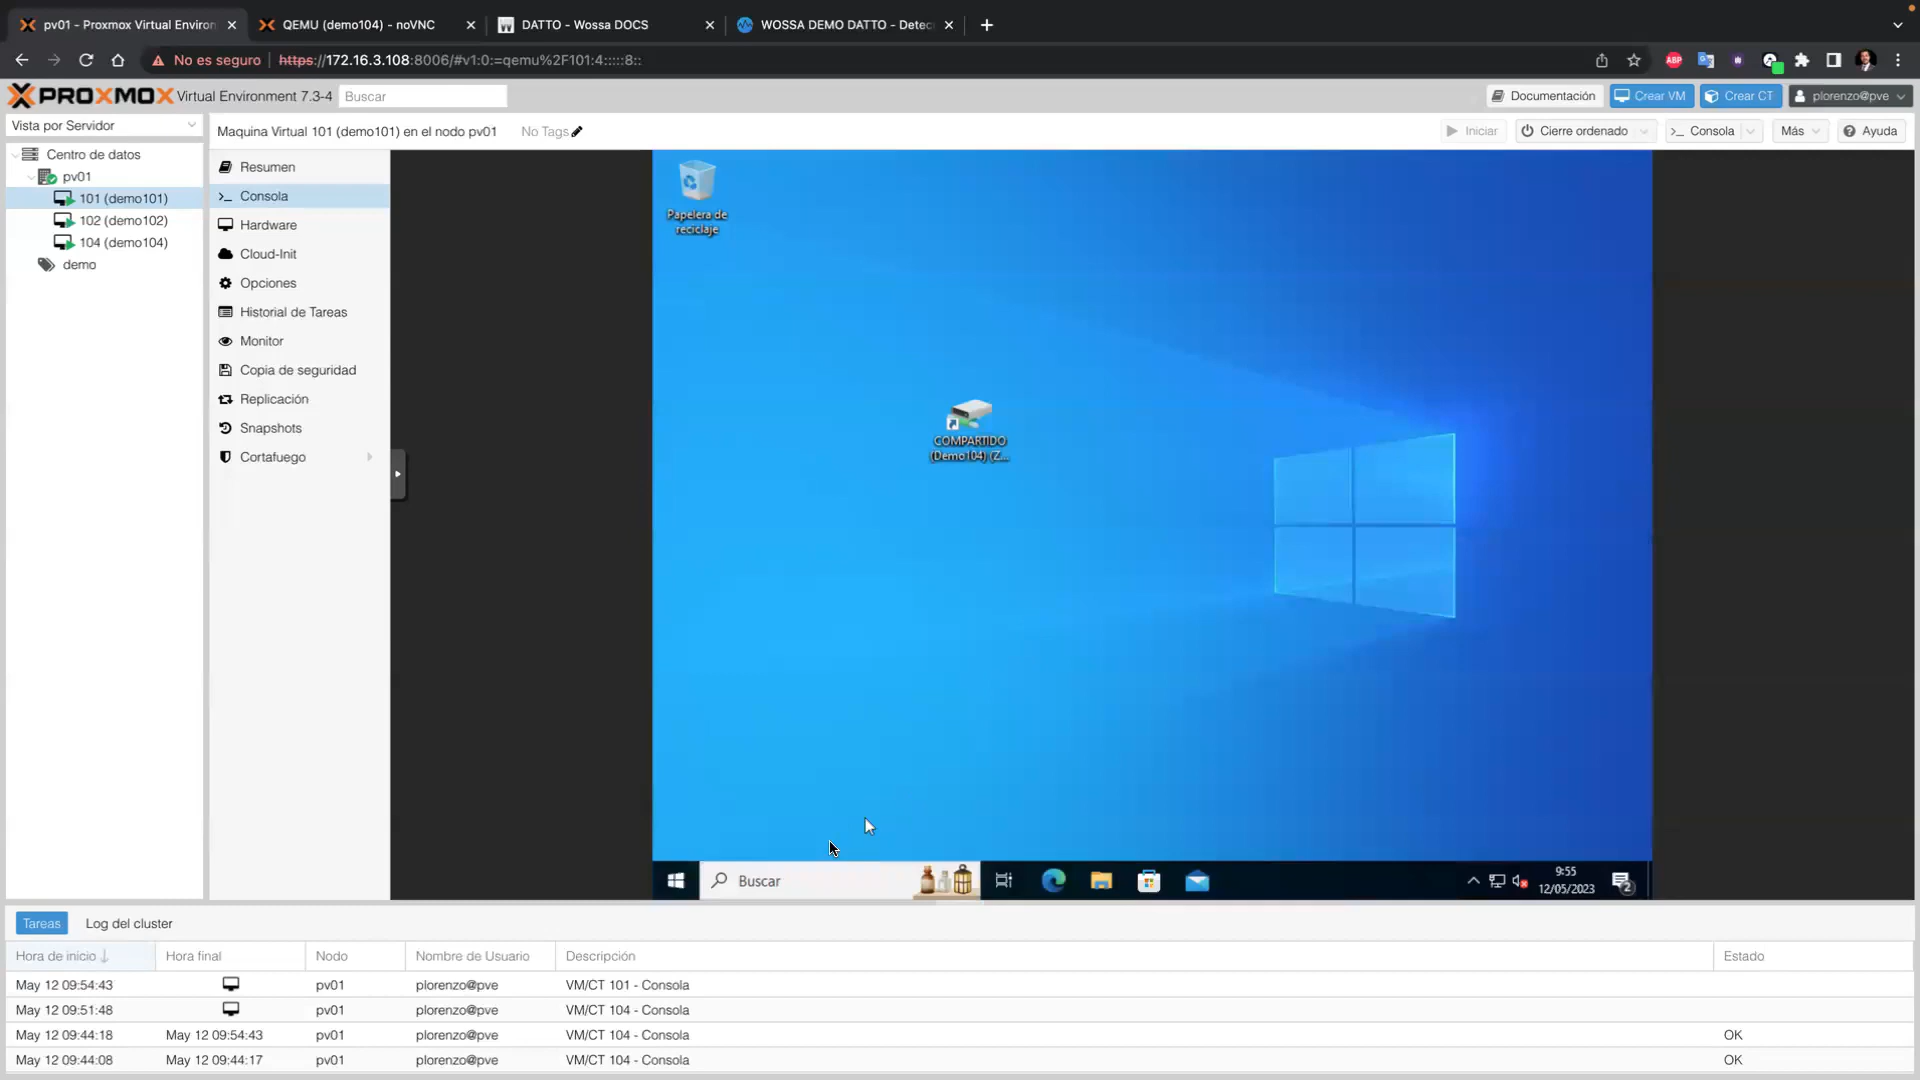 pv01 - Proxmox Virtual Environ
QEMU (demo104) - noVNC
DATTO - Wossa DOCS
WOSSA DEMO DATTO - Detec
No es seguro
https://172.16.3.108:8006/#v1:0:=qemu%2F101:4:::::8::
ABP
PROXMOX Virtual Environment 7.3-4
Buscar
Documentación
Crear VM
Crear CT
plorenzo@pve
Vista por Servidor
Maquina Virtual 101 (demo101) en el nodo pv01
No Tags
Iniciar
Cierre ordenado
Consola
Más
Ayuda
Centro de datos
pv01
101 (demo101)
102 (demo102)
104 (demo104)
demo
Resumen
Consola
Hardware
Cloud-Init
Opciones
Historial de Tareas
Monitor
Copia de seguridad
Replicación
Snapshots
Cortafuego
Papelera de
reciclaje
COMPARTIDO
(Demo104) (Z...
Buscar
9:55
12/05/2023
2
Tareas
Log del cluster
Hora de inicio
Hora final
Nodo
Nombre de Usuario
Descripción
Estado
May 12 09:54:43
pv01
plorenzo@pve
VM/CT 101 - Consola
May 12 09:51:48
pv01
plorenzo@pve
VM/CT 104 - Consola
May 12 09:44:18
May 12 09:54:43
pv01
plorenzo@pve
VM/CT 104 - Consola
OK
May 12 09:44:08
May 12 09:44:17
pv01
plorenzo@pve
VM/CT 104 - Consola
OK